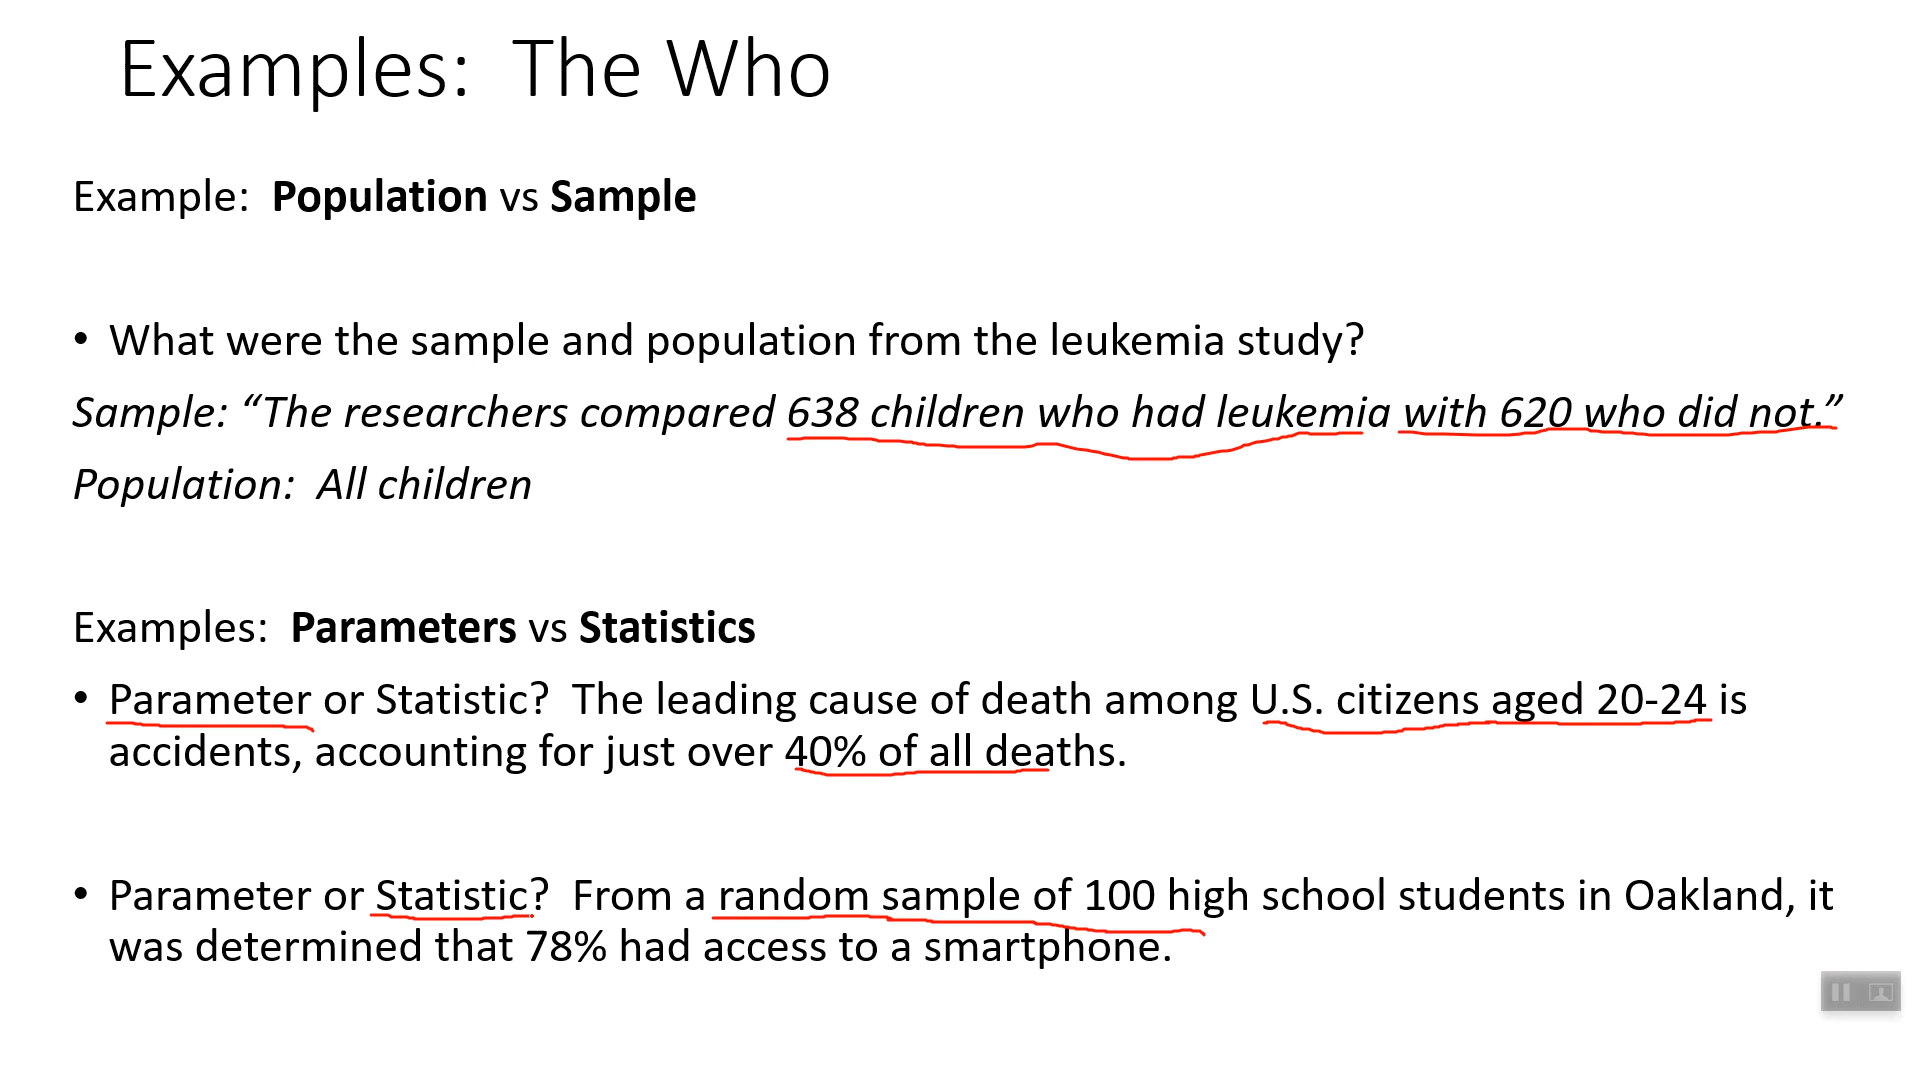 Examples:  The Who
Example:  Population vs Sample
• What were the sample and population from the leukemia study?
Sample: “The researchers compared 638 children who had leukemia with 620 who did not.”
Population:  All children
Examples:  Parameters vs Statistics
• Parameter or Statistic?  The leading cause of death among U.S. citizens aged 20-24 is
accidents, accounting for just over 40% of all deaths.
• Parameter or Statistic?  From a random sample of 100 high school students in Oakland, it
was determined that 78% had access to a smartphone.